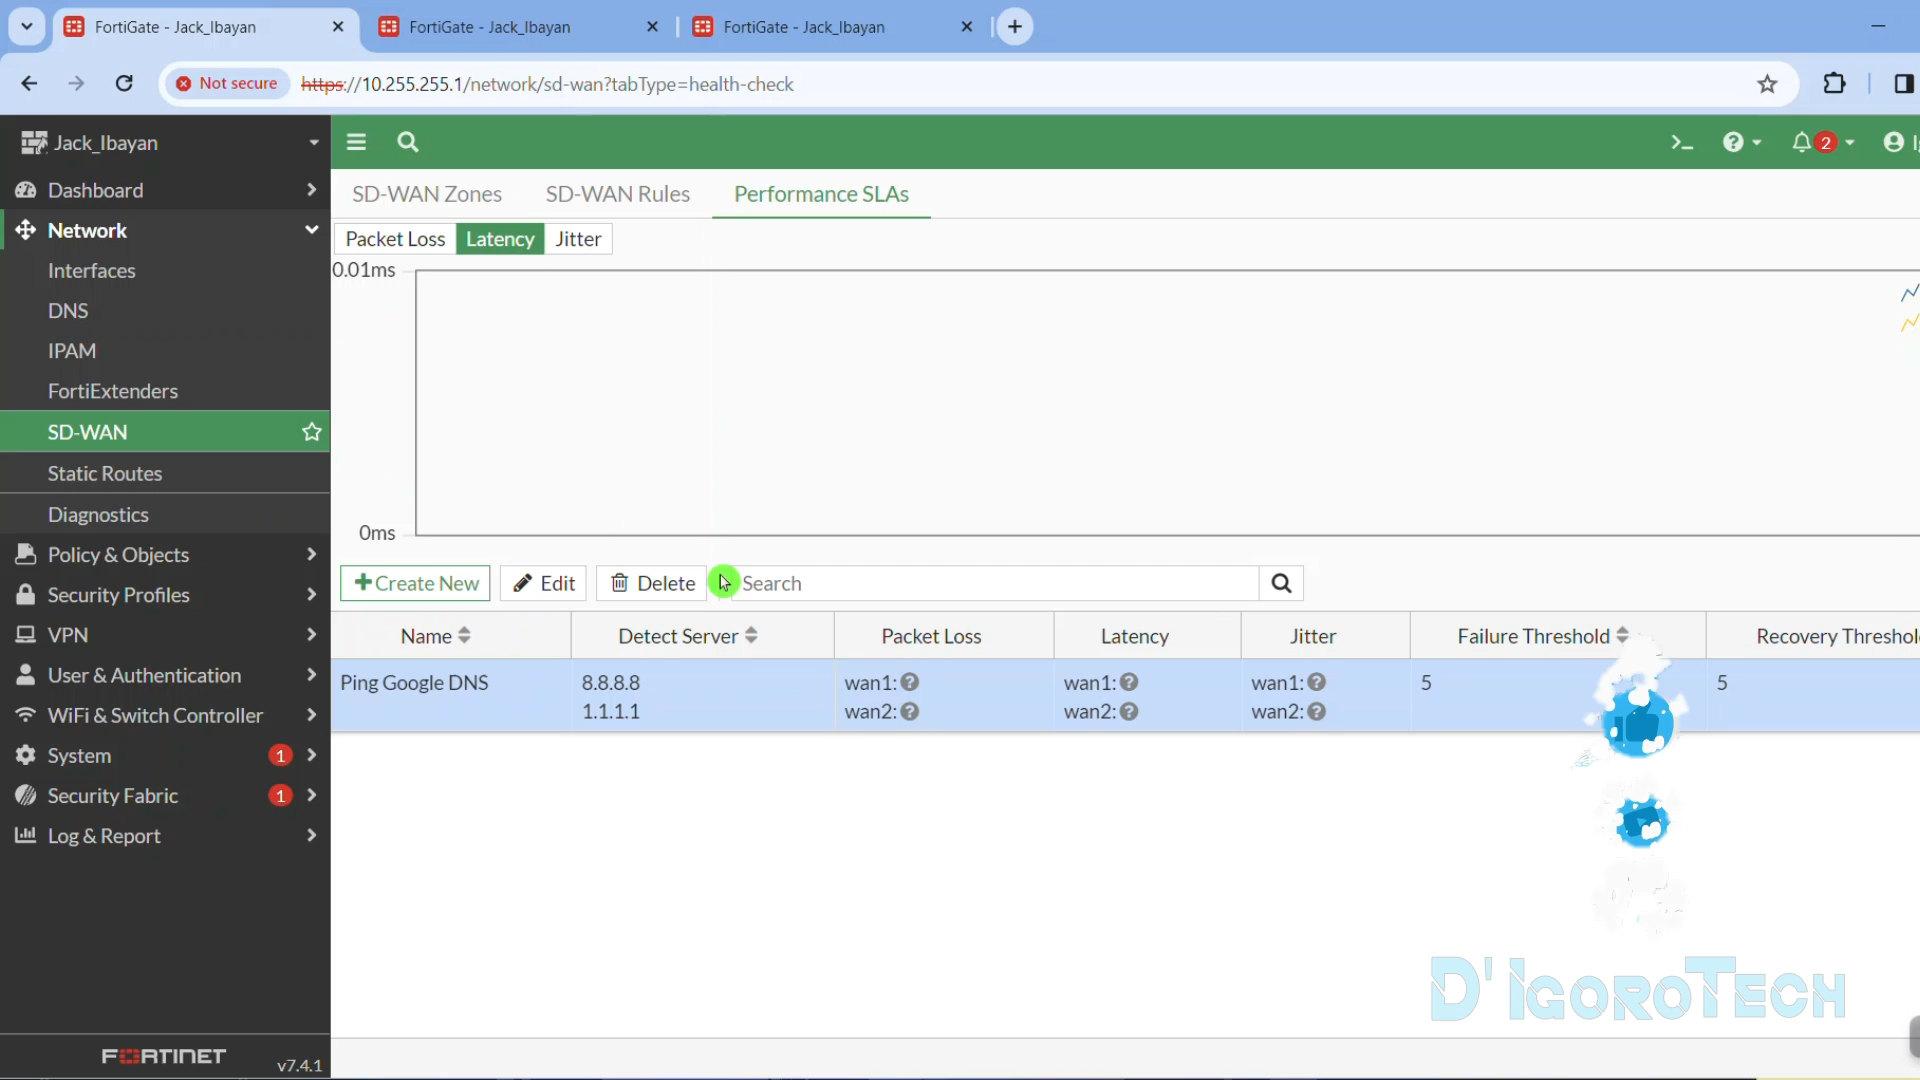 FortiGate - Jack_Ibayan
FortiGate - Jack_Ibayan
FortiGate - Jack_Ibayan
Not secure
https://10.255.255.1/network/sd-wan?tabType=health-check
Jack_Ibayan
2
Dashboard
Network
Interfaces
DNS
IPAM
FortiExtenders
SD-WAN
Static Routes
Diagnostics
Policy & Objects
Security Profiles
VPN
User & Authentication
WiFi & Switch Controller
System 1
Security Fabric 1
Log & Report
FORTINET v7.4.1
SD-WAN Zones SD-WAN Rules Performance SLAs
Packet Loss Latency Jitter
0.01ms
0ms
Create New Edit Delete Search
Name Detect Server Packet Loss Latency Jitter Failure Threshold Recovery
Ping Google DNS 8.8.8.8 wan1: wan1: wan1: 5 5
1.1.1.1 wan2: wan2: wan2:
D'IGOROTECH